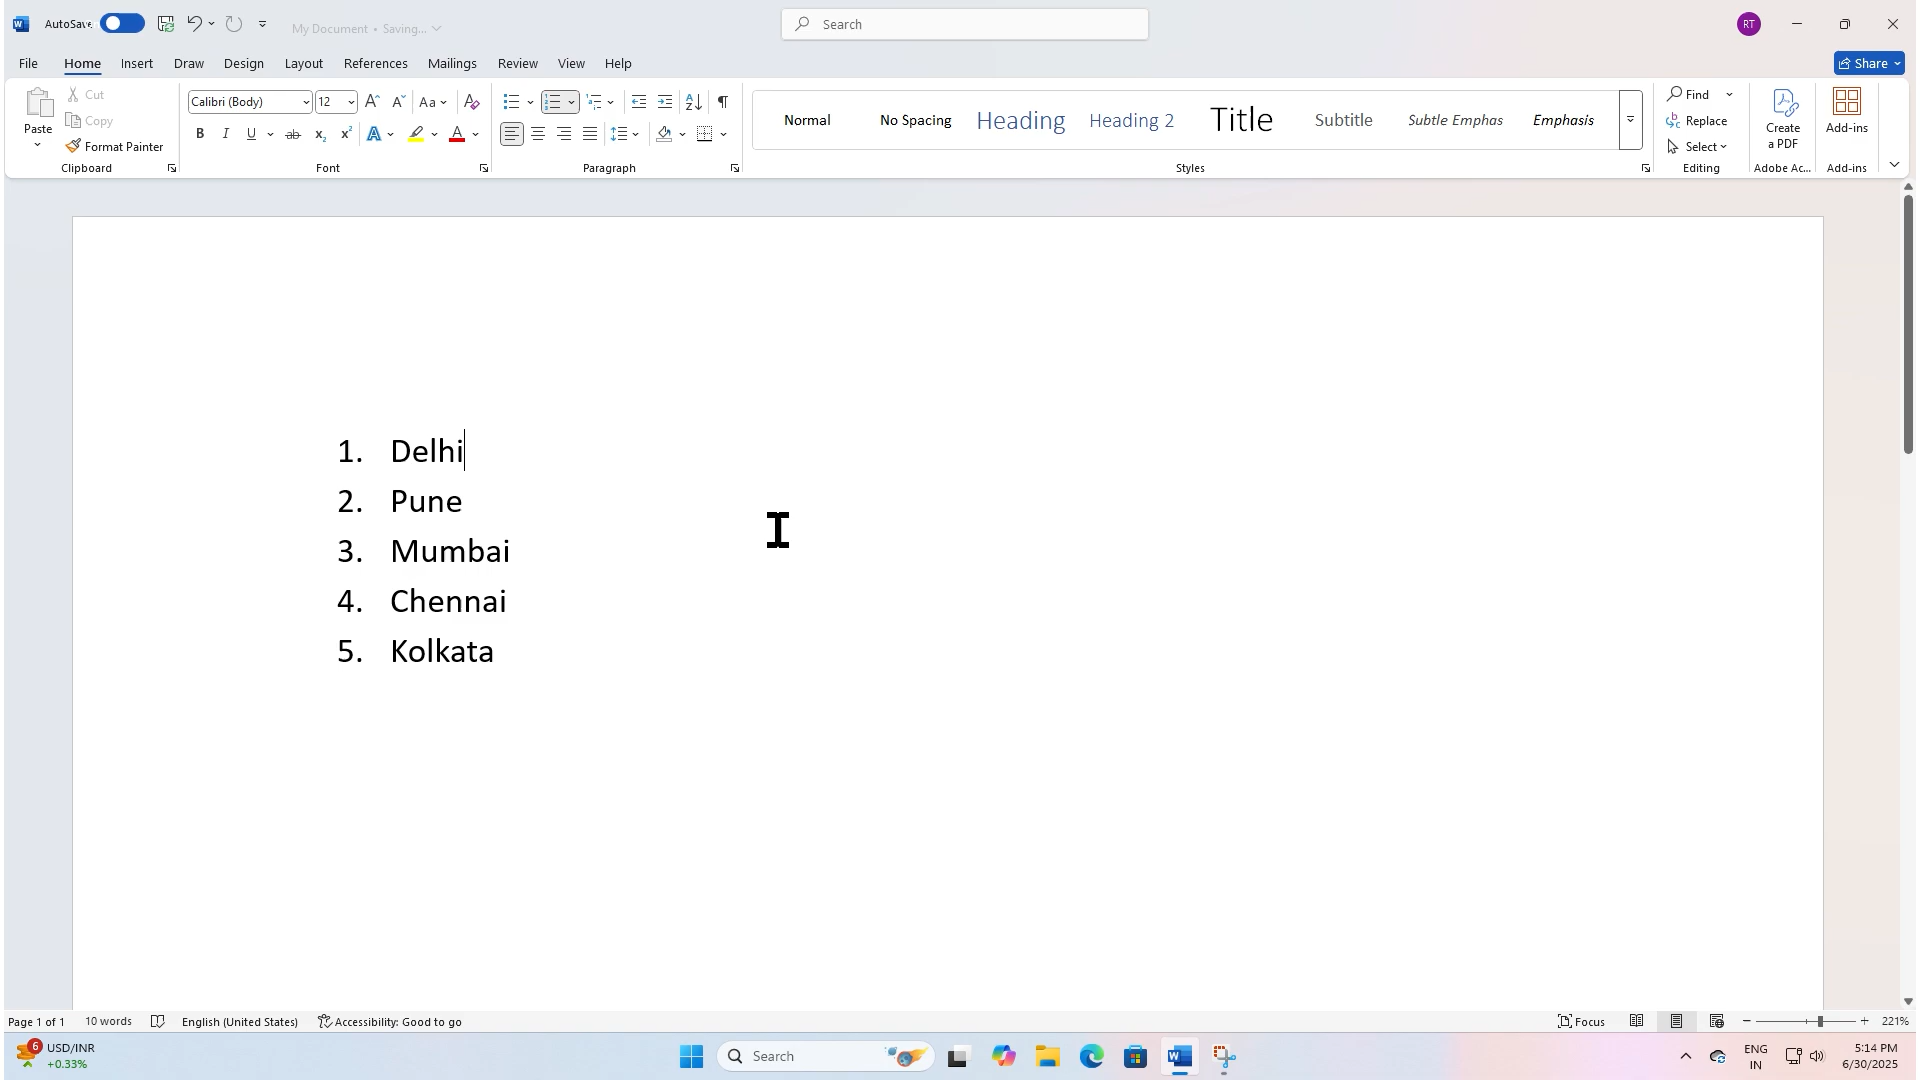 AutoSave
My Document • Saving...
Search
RT
File Home Insert Draw Design Layout References Mailings Review View Help
Share
Paste
Cut
Copy
Format Painter
Clipboard
Calibri (Body) 12
Font
Paragraph
Normal No Spacing Heading Heading 2 Title Subtitle Subtle Emphas Emphasis
Styles
Find
Replace
Select
Editing
Create
a PDF
Adobe Ac...
Add-ins
Add-ins
1. Delhi
2. Pune
3. Mumbai
4. Chennai
5. Kolkata
Page 1 of 1 10 words English (United States) Accessibility: Good to go
Focus
221%
6
USD/INR
+0.33%
Search
ENG
IN
5:14 PM
6/30/2025